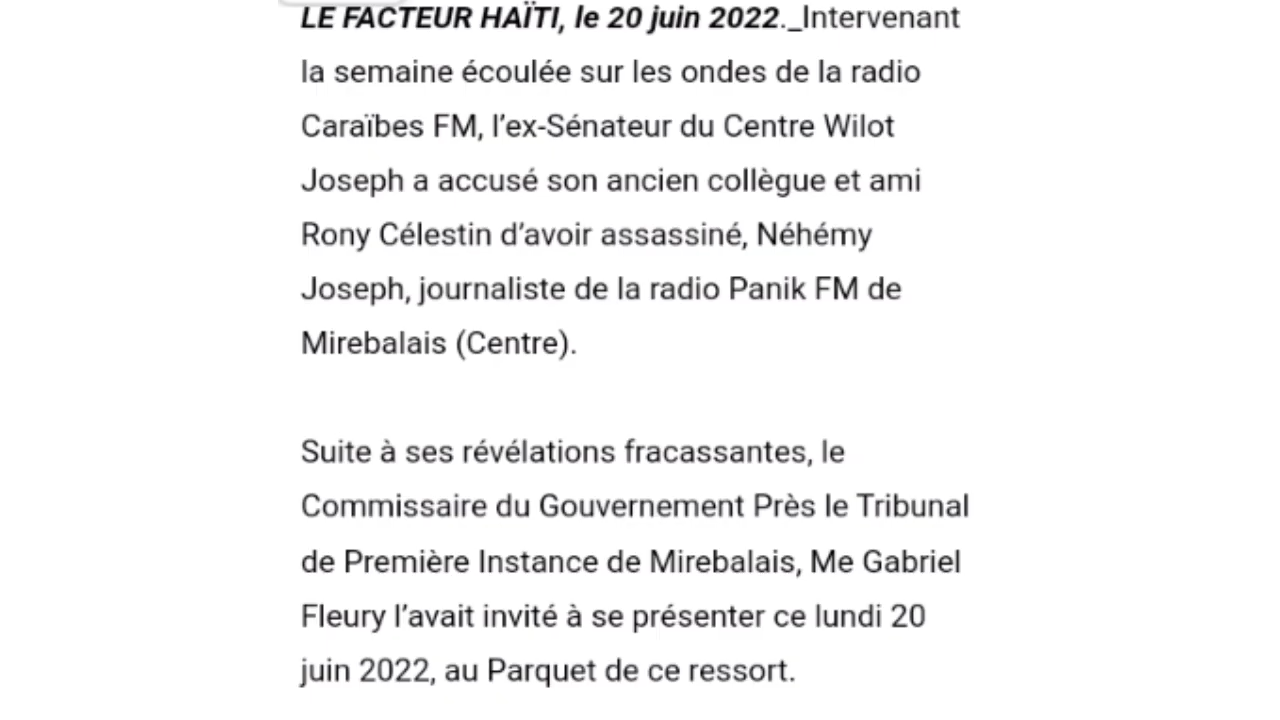 LE FACTEUR HAÏTI, le 20 juin 2022._Intervenant
la semaine écoulée sur les ondes de la radio
Caraïbes FM, l’ex-Sénateur du Centre Wilot
Joseph a accusé son ancien collègue et ami
Rony Célestin d’avoir assassiné, Néhémy
Joseph, journaliste de la radio Panik FM de
Mirebalais (Centre).
Suite à ses révélations fracassantes, le
Commissaire du Gouvernement Près le Tribunal
de Première Instance de Mirebalais, Me Gabriel
Fleury l’avait invité à se présenter ce lundi 20
juin 2022, au Parquet de ce ressort.